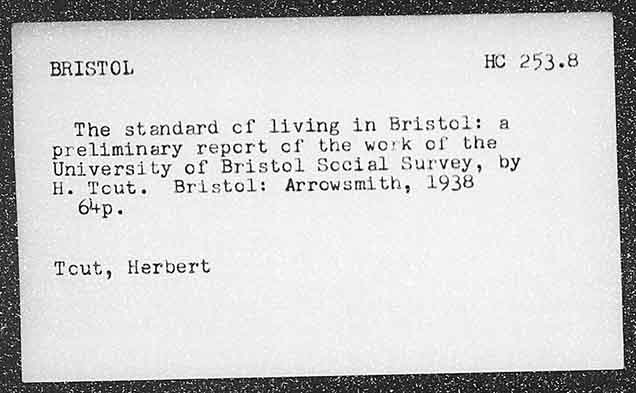 BRISTOL
HC 253.8
The standard of living in Bristol: a
preliminary report of the work of the
University of Bristol Social Survey, by
H. Tout. Bristol: Arrowsmith, 1938
64p.
Tout, Herbert